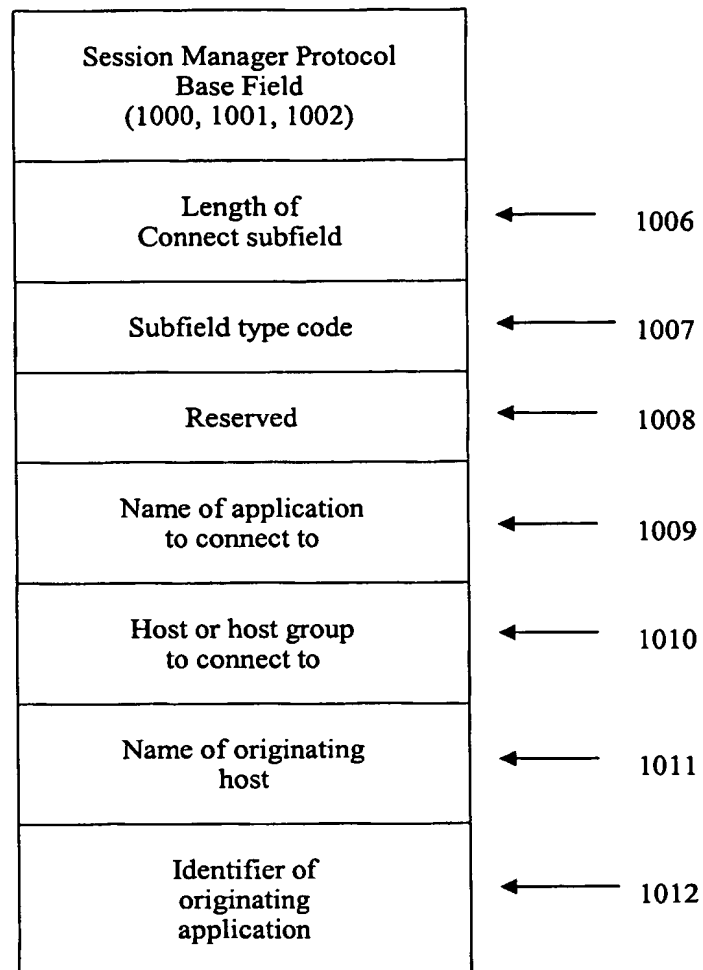 Session Manager Protocol
Base Field
(1000, 1001, 1002)
Length of
Connect subfield
1006
Subfield type code
1007
Reserved
1008
Name of application
to connect to
1009
Host or host group
to connect to
1010
Name of originating
host
1011
Identifier of
originating
application
1012